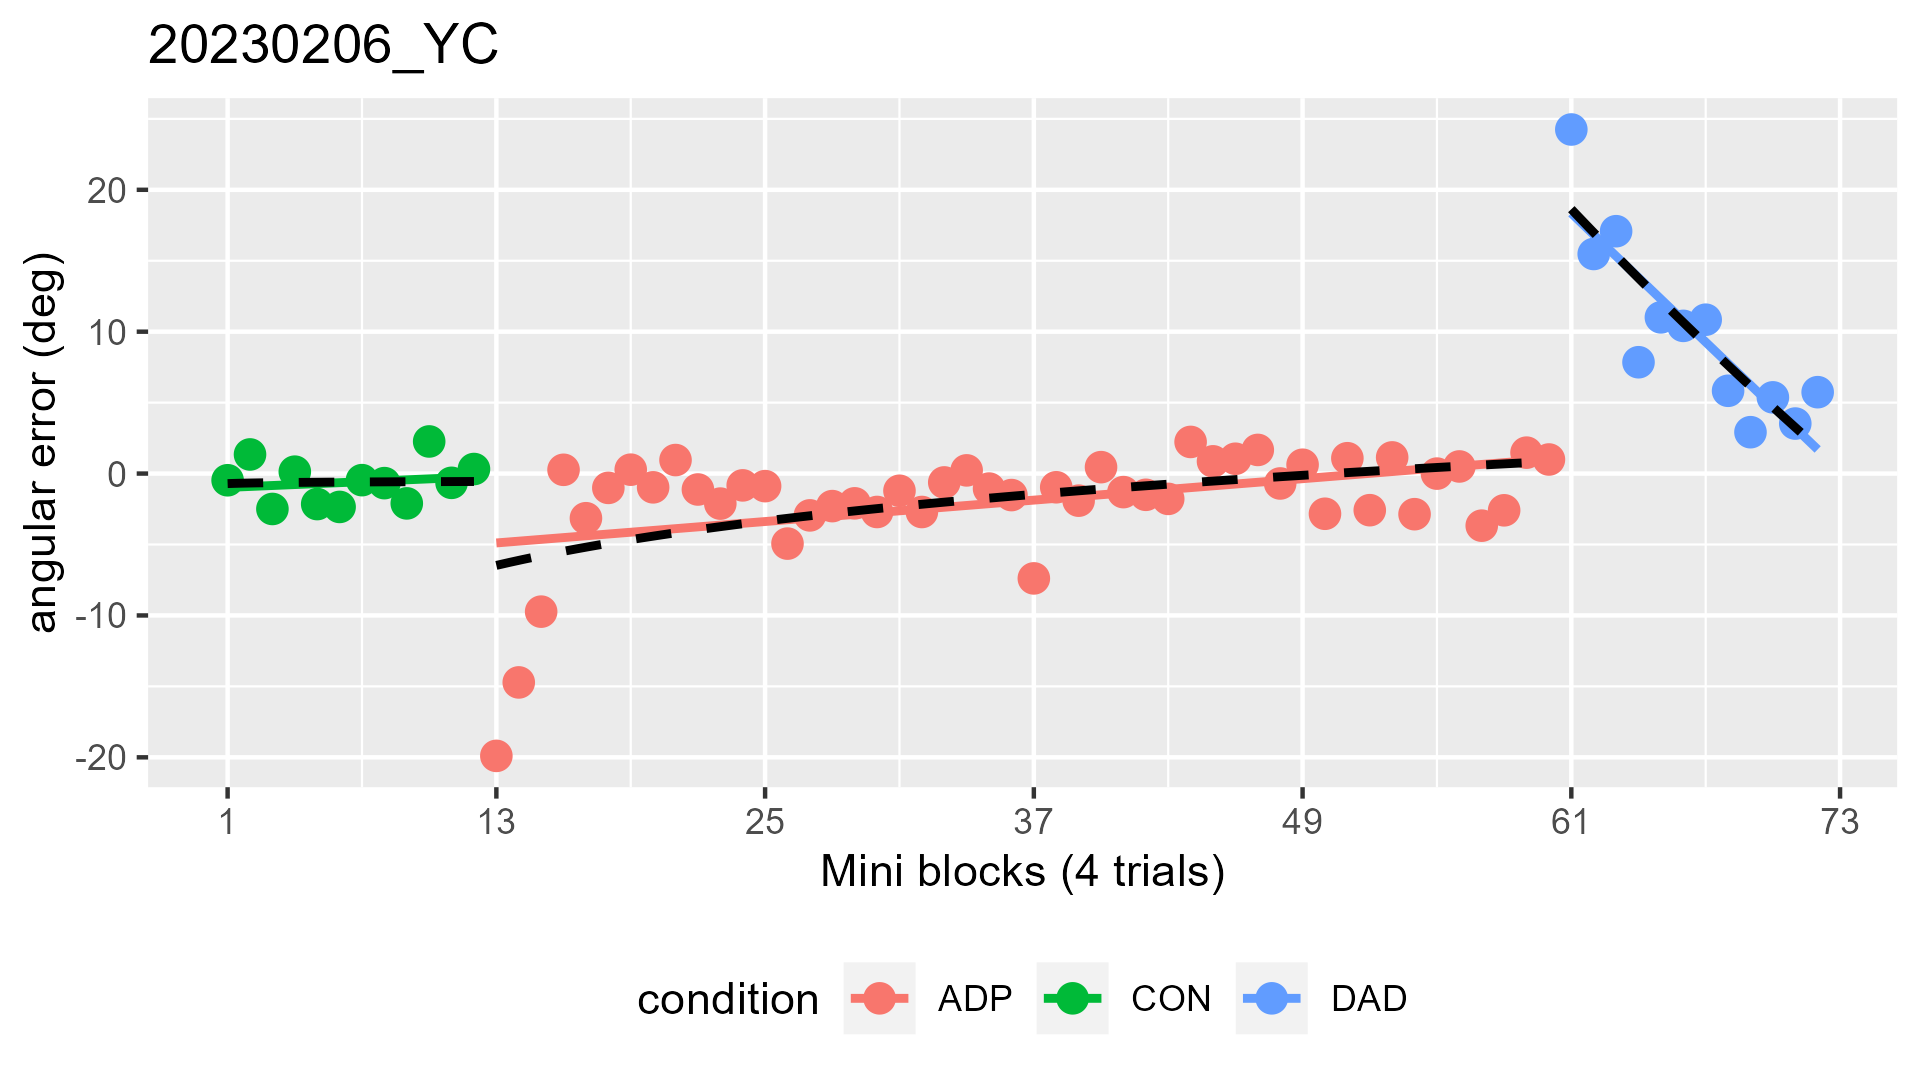 20230206_YC
angular error (deg)
20
10
0
-10
-20
1 13 25 37 49 61 73
Mini blocks (4 trials)
condition ADP CON DAD